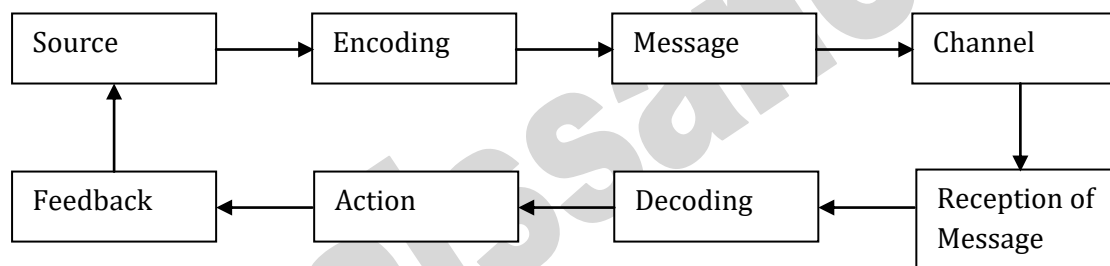 Source
Encoding
Message
Channel
Feedback
Action
Decoding
Reception of
Message